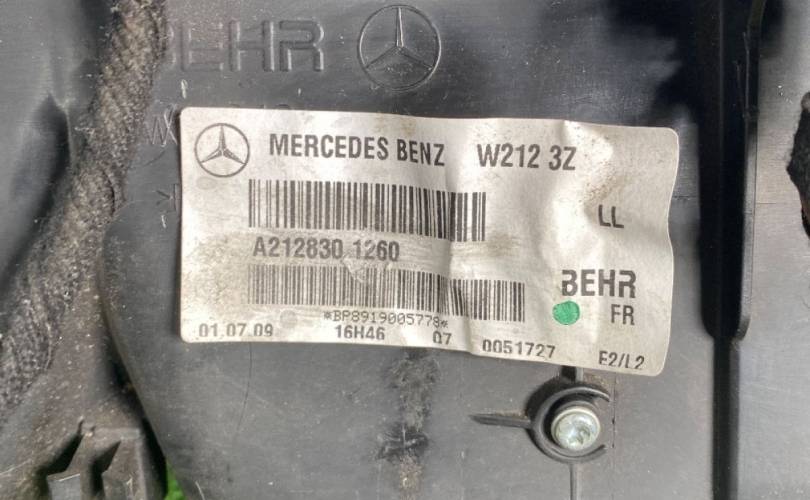 BEHR
MERCEDES BENZ W212 3Z
LL
A212830 1260
BEHR
*BP8919005778*
FR
01.07.09 16H46 07 0051727 E2/L2